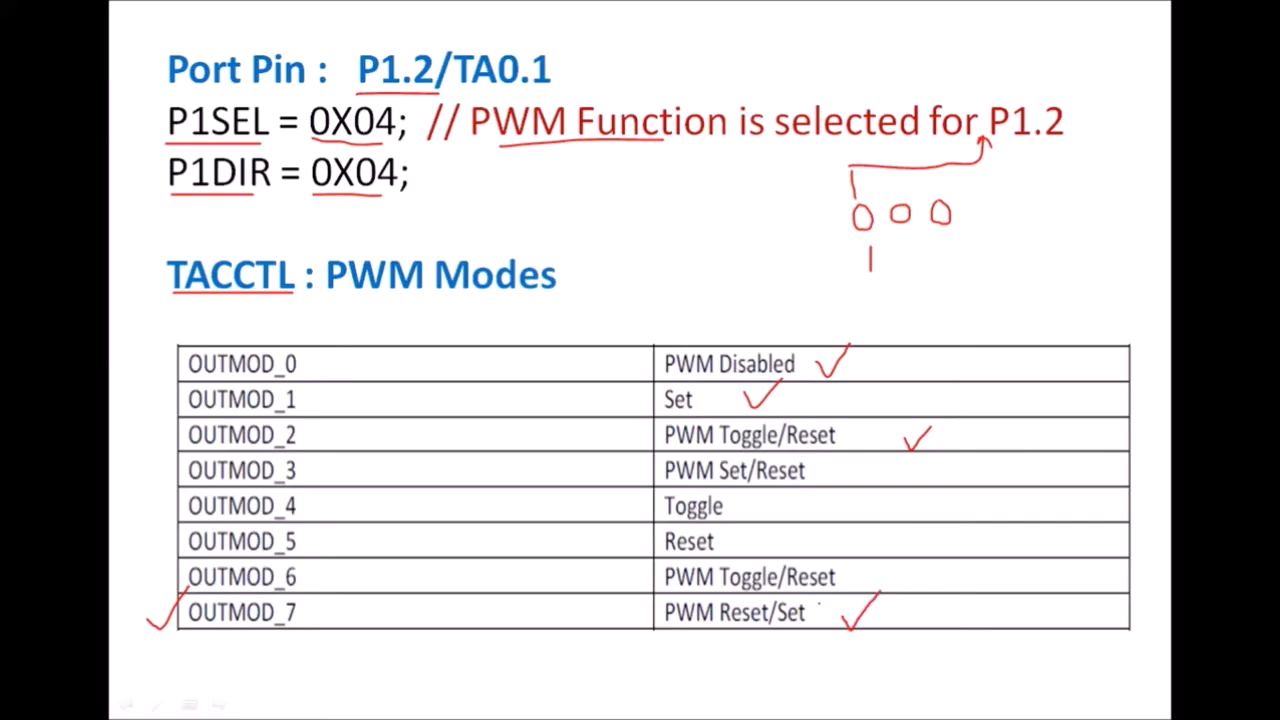 Port Pin : P1.2/TA0.1
P1SEL = 0X04; // PWM Function is selected for P1.2
P1DIR = 0X04;
0 0 0
1
TACCTL : PWM Modes
OUTMOD_0 PWM Disabled
OUTMOD_1 Set
OUTMOD_2 PWM Toggle/Reset
OUTMOD_3 PWM Set/Reset
OUTMOD_4 Toggle
OUTMOD_5 Reset
OUTMOD_6 PWM Toggle/Reset
OUTMOD_7 PWM Reset/Set